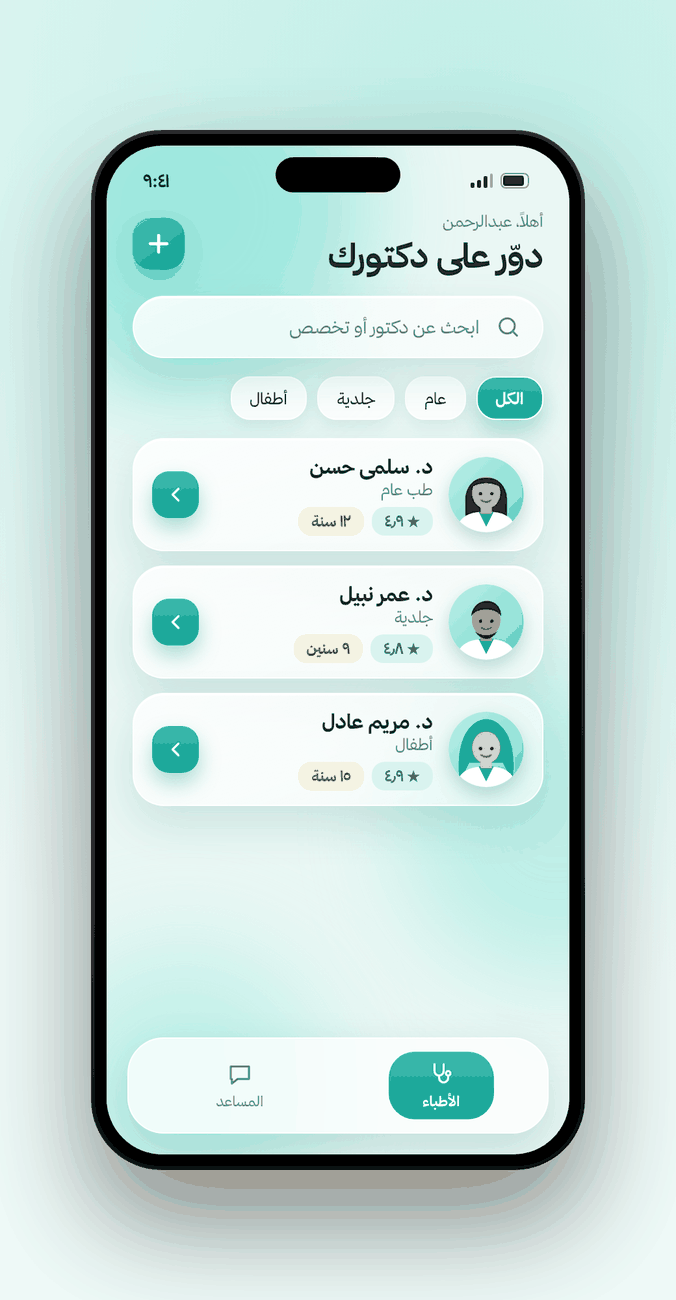 ٩:٤١
أهلاً، عبدالرحمن
دوّر على دكتورك
ابحث عن دكتور أو تخصص
الكل عام جلدية أطفال
د. سلمى حسن
طب عام
★ ٤٫٩ ١٢ سنة
د. عمر نبيل
جلدية
★ ٤٫٨ ٩ سنين
د. مريم عادل
أطفال
★ ٤٫٩ ١٥ سنة
الأطباء المساعد